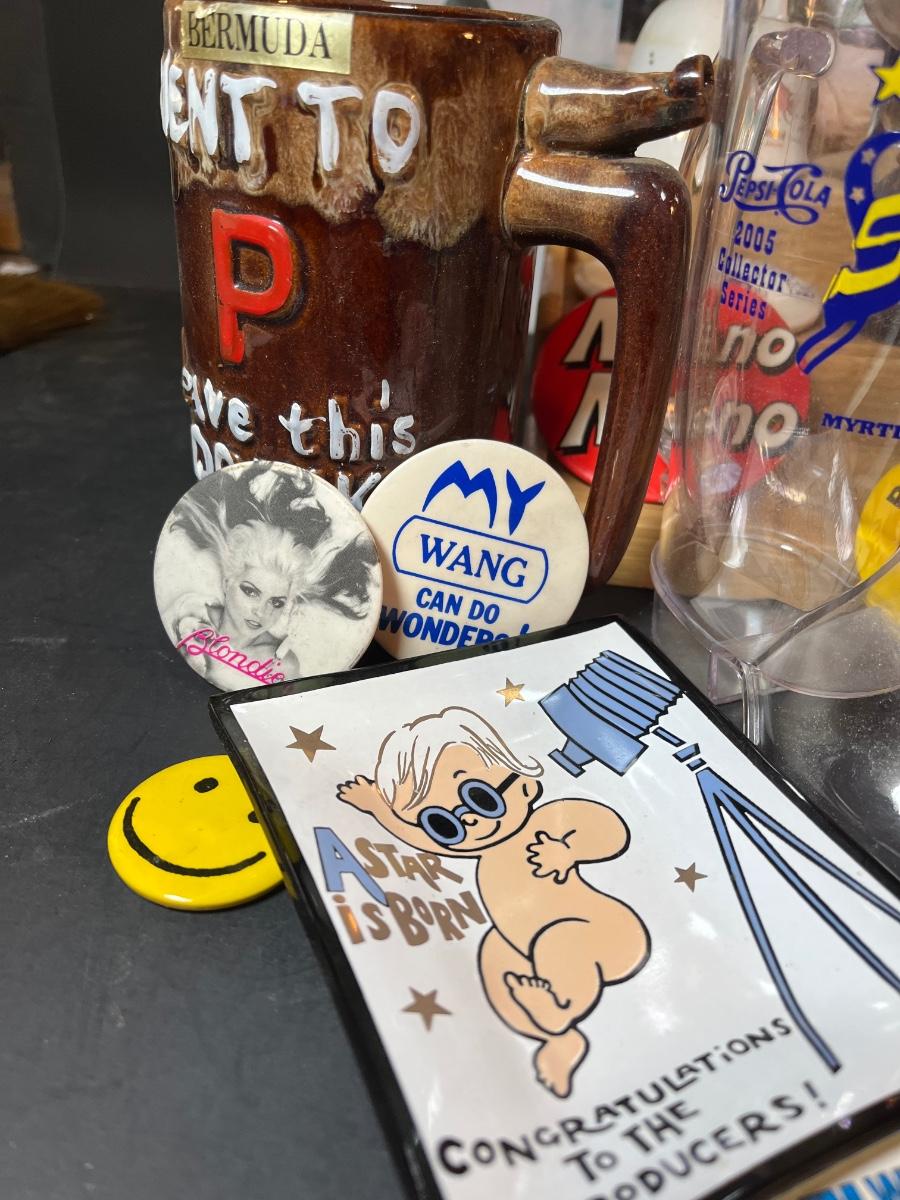 BERMUDA
ENT TO
P
ave this
MY
WANG
CAN DO
WONDERS!
Blondie
PEPSI-COLA
2005
Collector
Series
no
no
MYRT
A STAR
iS BORN
CONGRATULATIONS
TO THE
PRODUCERS!